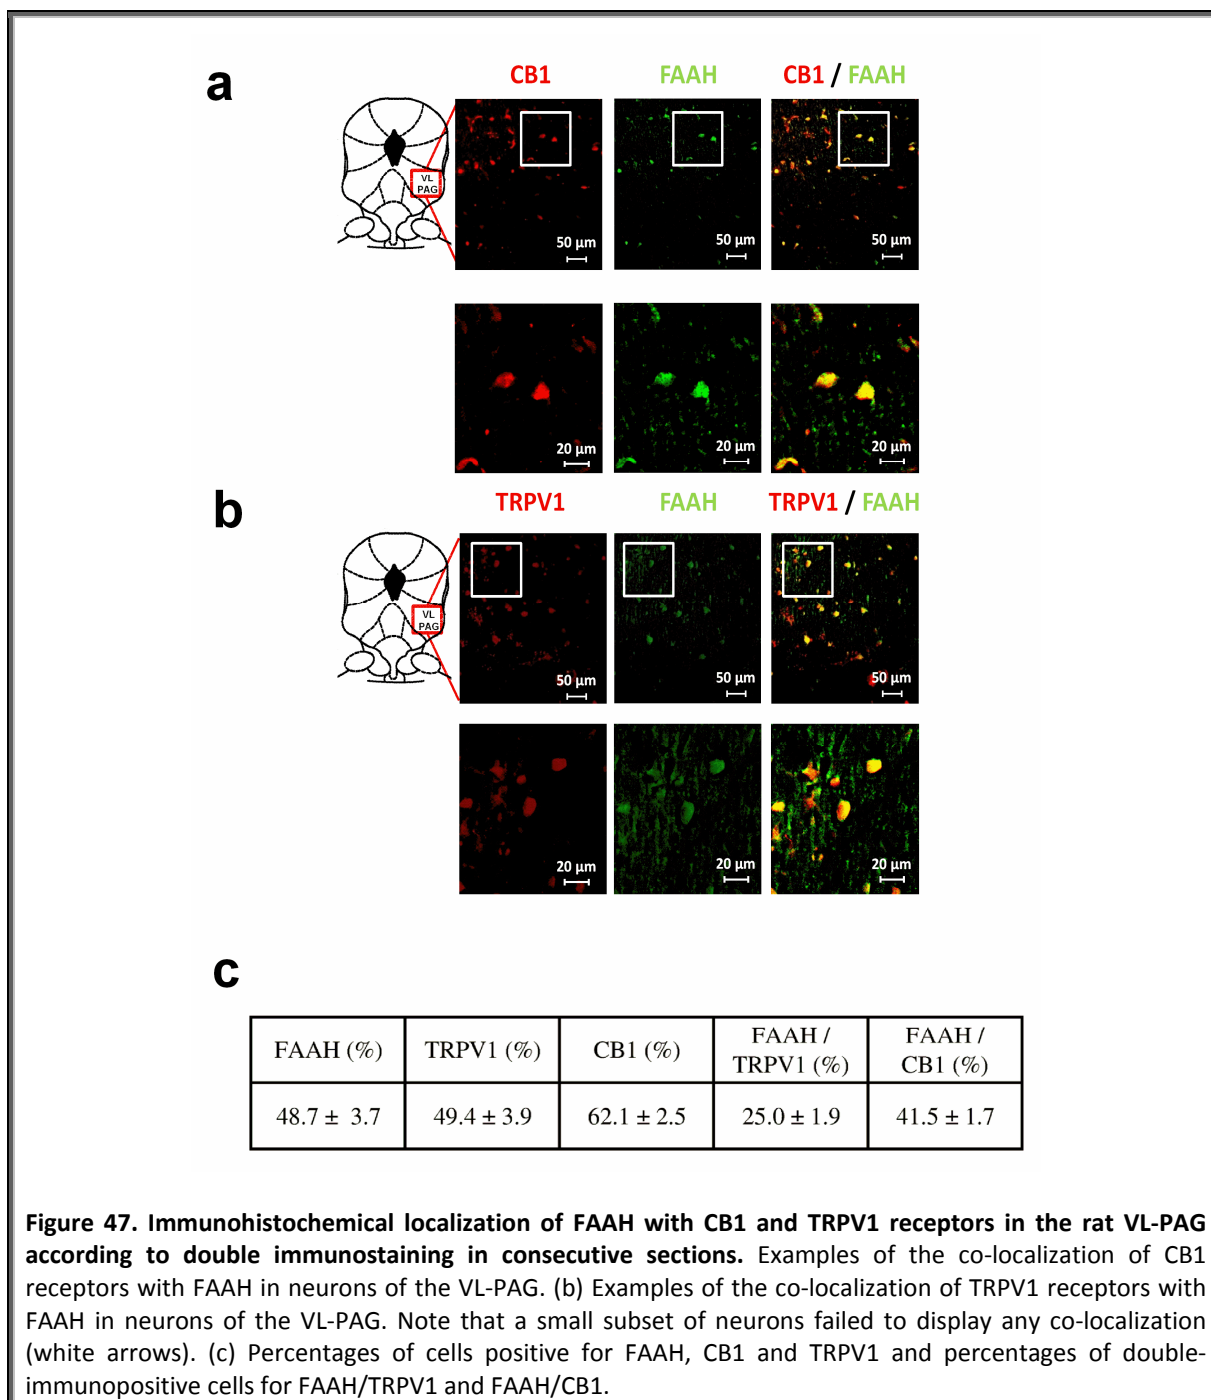 a
CB1 FAAH CB1 / FAAH
VL
PAG
50 µm 50 µm 50 µm
20 µm 20 µm 20 µm
b
TRPV1 FAAH TRPV1 / FAAH
VL
PAG
50 µm 50 µm 50 µm
20 µm 20 µm 20 µm
c
FAAH (%) TRPV1 (%) CB1 (%) FAAH / TRPV1 (%) FAAH / CB1 (%)
48.7 ± 3.7 49.4 ± 3.9 62.1 ± 2.5 25.0 ± 1.9 41.5 ± 1.7
Figure 47. Immunohistochemical localization of FAAH with CB1 and TRPV1 receptors in the rat VL-PAG
according to double immunostaining in consecutive sections. Examples of the co-localization of CB1
receptors with FAAH in neurons of the VL-PAG. (b) Examples of the co-localization of TRPV1 receptors with
FAAH in neurons of the VL-PAG. Note that a small subset of neurons failed to display any co-localization
(white arrows). (c) Percentages of cells positive for FAAH, CB1 and TRPV1 and percentages of double-
immunopositive cells for FAAH/TRPV1 and FAAH/CB1.